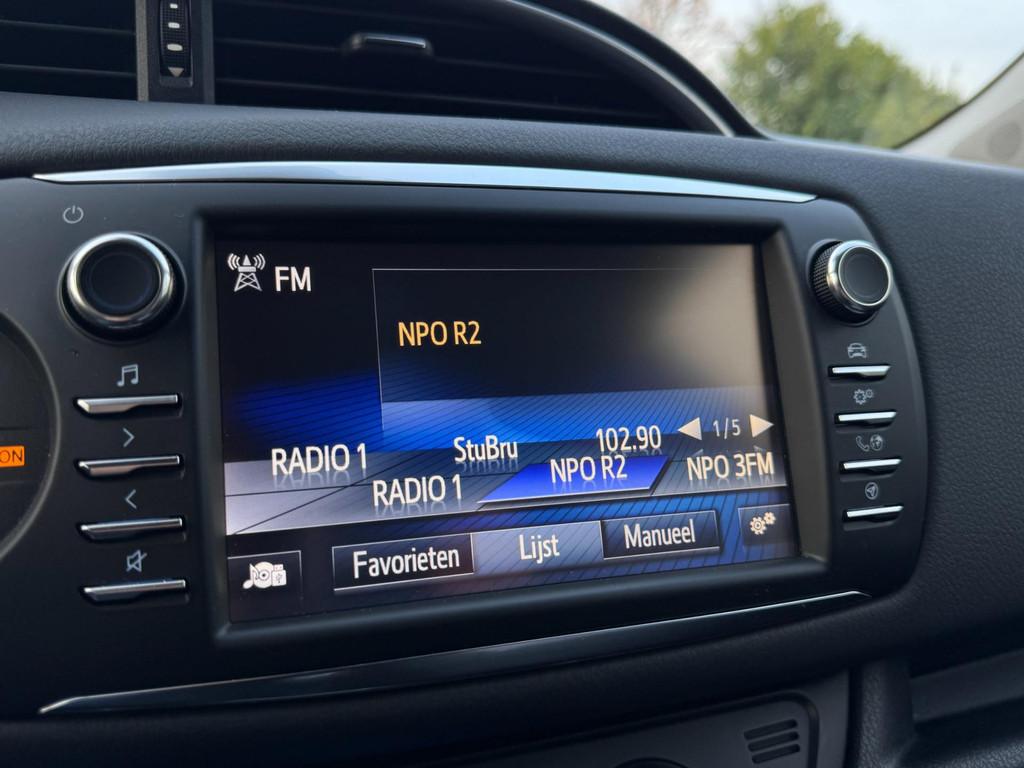 FM
NPO R2
RADIO 1 StuBru 102.90 1/5
RADIO 1 NPO R2 NPO 3FM
Favorieten Lijst Manueel
ON